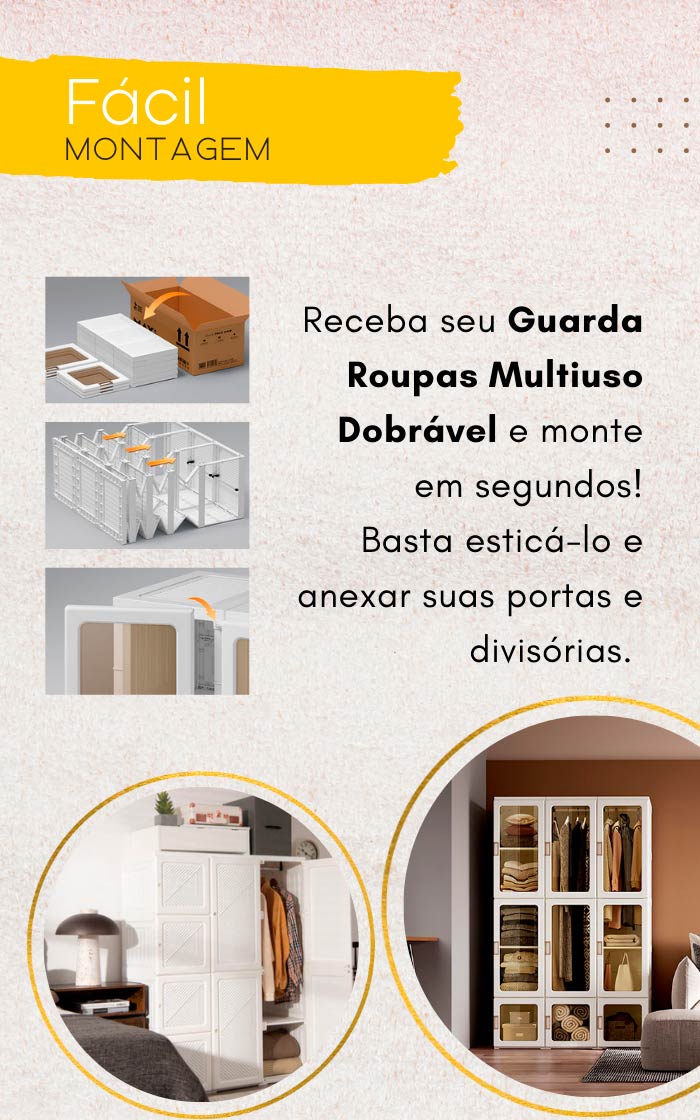 Fácil
MONTAGEM
Receba seu Guarda
Roupas Multiuso
Dobrável e monte
em segundos!
Basta esticá-lo e
anexar suas portas e
divisórias.